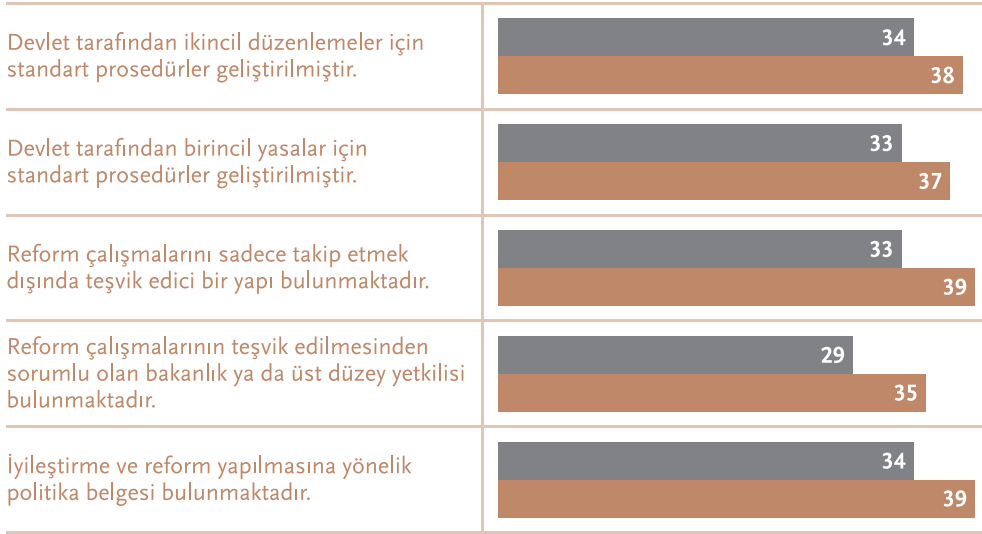 Devlet tarafından ikincil düzenlemeler için
standart prosedürler geliştirilmiştir.
34
38
Devlet tarafından birincil yasalar için
standart prosedürler geliştirilmiştir.
33
37
Reform çalışmalarını sadece takip etmek
dışında teşvik edici bir yapı bulunmaktadır.
33
39
Reform çalışmalarının teşvik edilmesinden
sorumlu olan bakanlık ya da üst düzey yetkilisi
bulunmaktadır.
29
35
İyileştirme ve reform yapılmasına yönelik
politika belgesi bulunmaktadır.
34
39